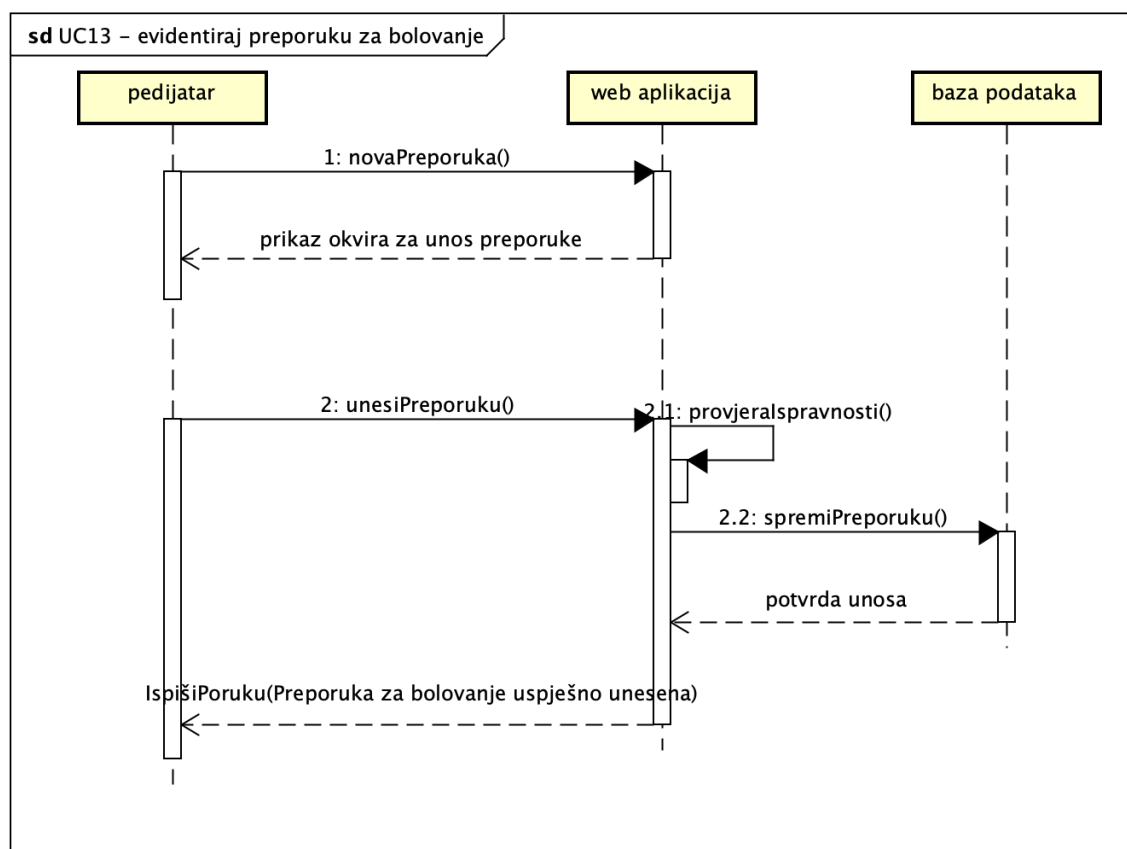 sd UC13 – evidentiraj preporuku za bolovanje
pedijatar
web aplikacija
baza podataka
1: novaPreporuka()
prikaz okvira za unos preporuke
2: unesiPreporuku()
2.1: provjeraIspravnosti()
2.2: spremiPreporuku()
potvrda unosa
IspišiPoruku(Preporuka za bolovanje uspješno unesena)